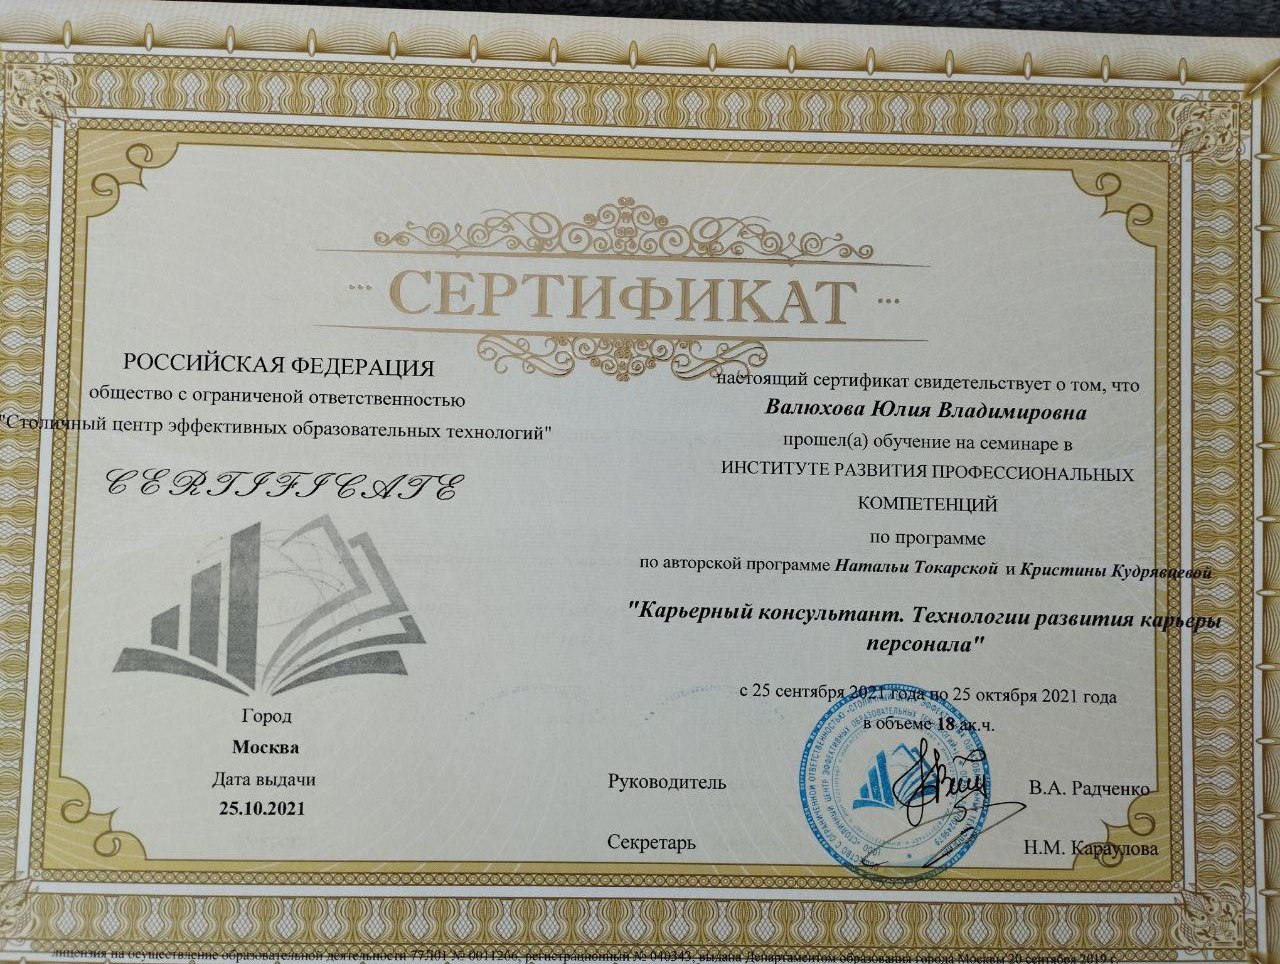 СЕРТИФИКАТ
РОССИЙСКАЯ ФЕДЕРАЦИЯ
общество с ограниченой ответственностью
"Столичный центр эффективных образовательных технологий"
CERTIFICATE
Город
Москва
Дата выдачи
25.10.2021
настоящий сертификат свидетельствует о том, что
Валюхова Юлия Владимировна
прошел(а) обучение на семинаре в
ИНСТИТУТЕ РАЗВИТИЯ ПРОФЕССИОНАЛЬНЫХ
КОМПЕТЕНЦИЙ
по программе
по авторской программе Натальи Токарской и Кристины Кудрявцевой
"Карьерный консультант. Технологии развития карьеры
персонала"
с 25 сентября 2021 года по 25 октября 2021 года
в объеме 18 ак.ч.
Руководитель
В.А. Радченко
Секретарь
Н.М. Караулова
лицензия на осуществление образовательной деятельности 77Л01 № 0011266, регистрационный № 040343, выдана Департаментом образования города Москвы 20 сентября 2019 г.